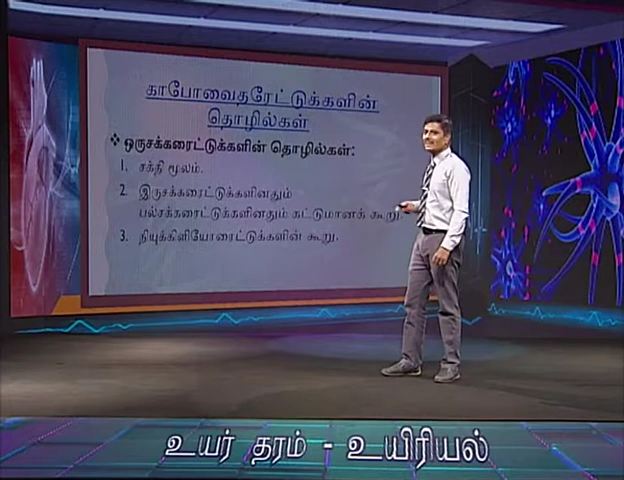 காபோவைதரேட்டுக்களின்
தொழில்கள்
❖ ஒருசக்கரைட்டுக்களின் தொழில்கள்:
1. சக்தி மூலம்.
2. இருசக்கரைட்டுக்களினதும்
பல்சக்கரைட்டுக்களினதும் கட்டுமானக் கூறு.
3. நியுக்கிளியோரைட்டுக்களின் கூறு.
உயர் தரம் - உயிரியல்